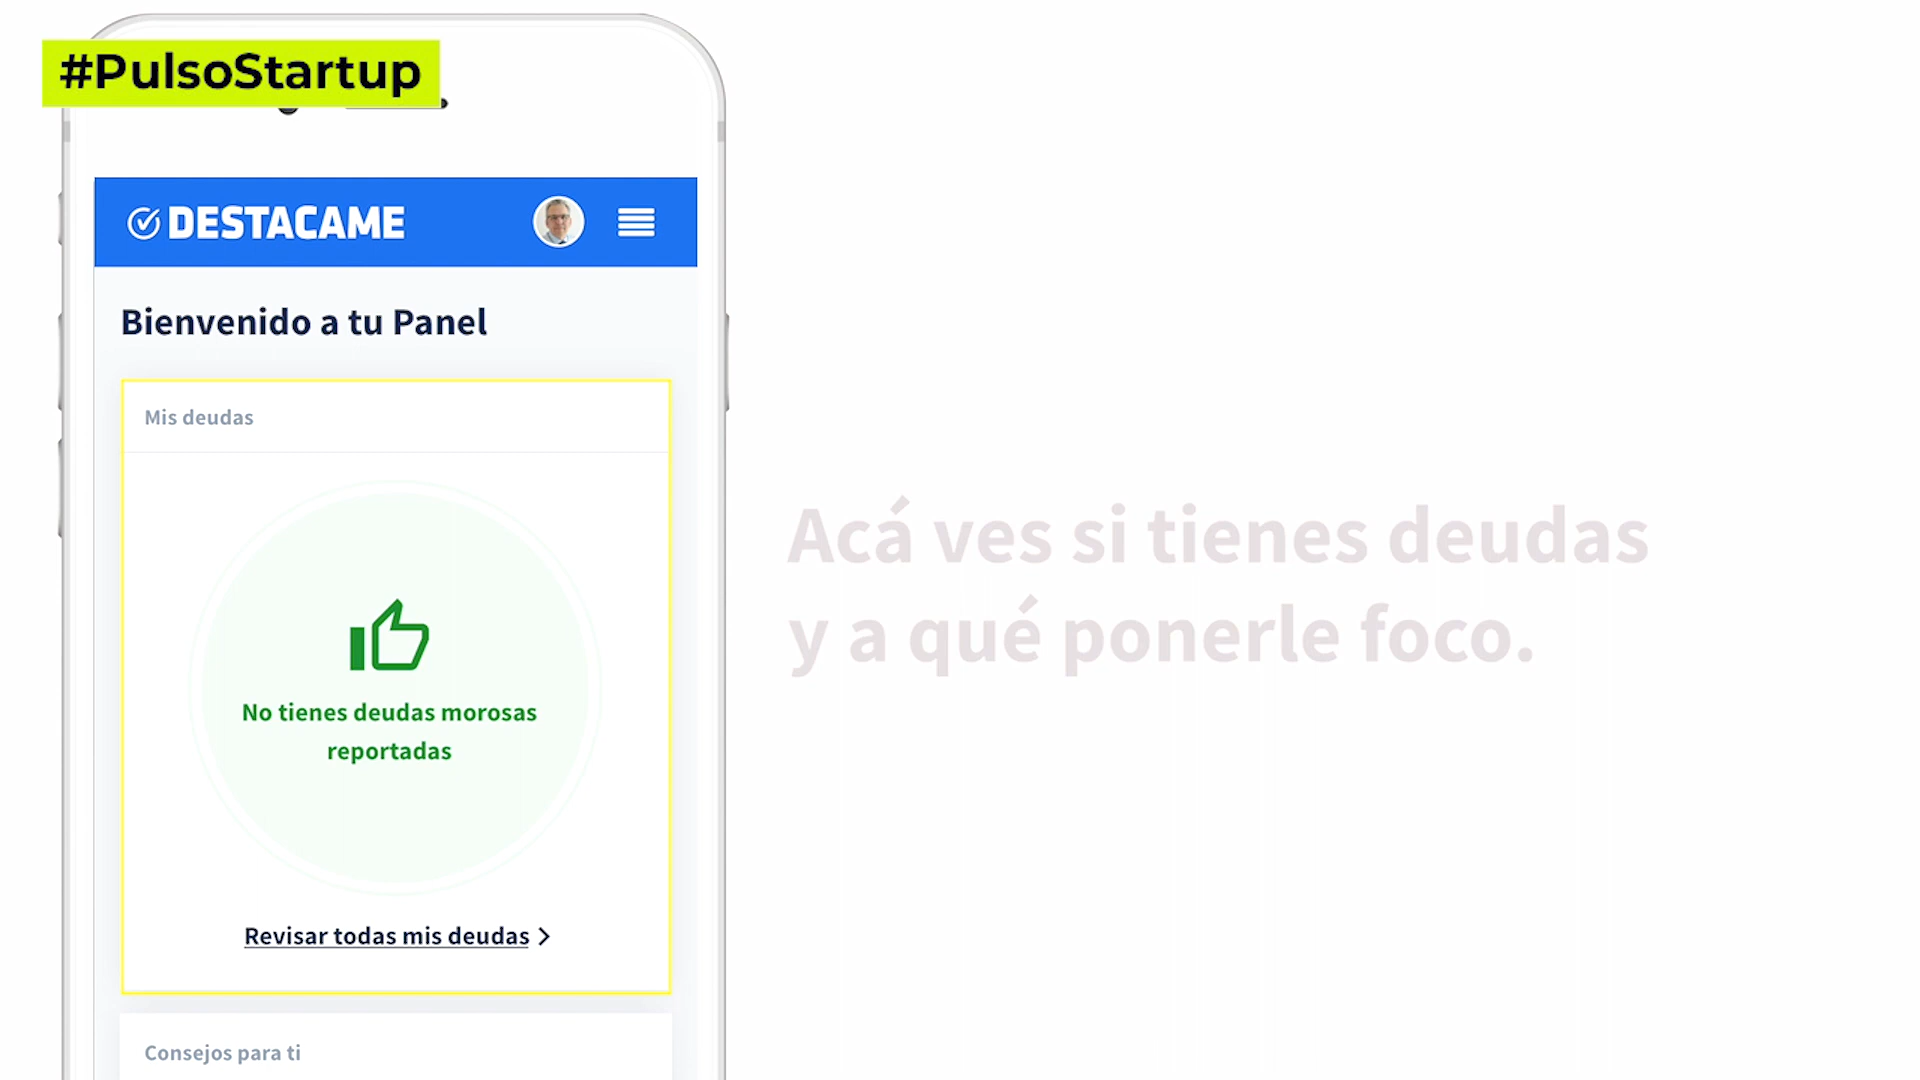 #PulsoStartup
DESTACAME
Bienvenido a tu Panel
Mis deudas
No tienes deudas morosas
reportadas
Revisar todas mis deudas
Consejos para ti
Acá ves si tienes deudas
y a qué ponerle foco.